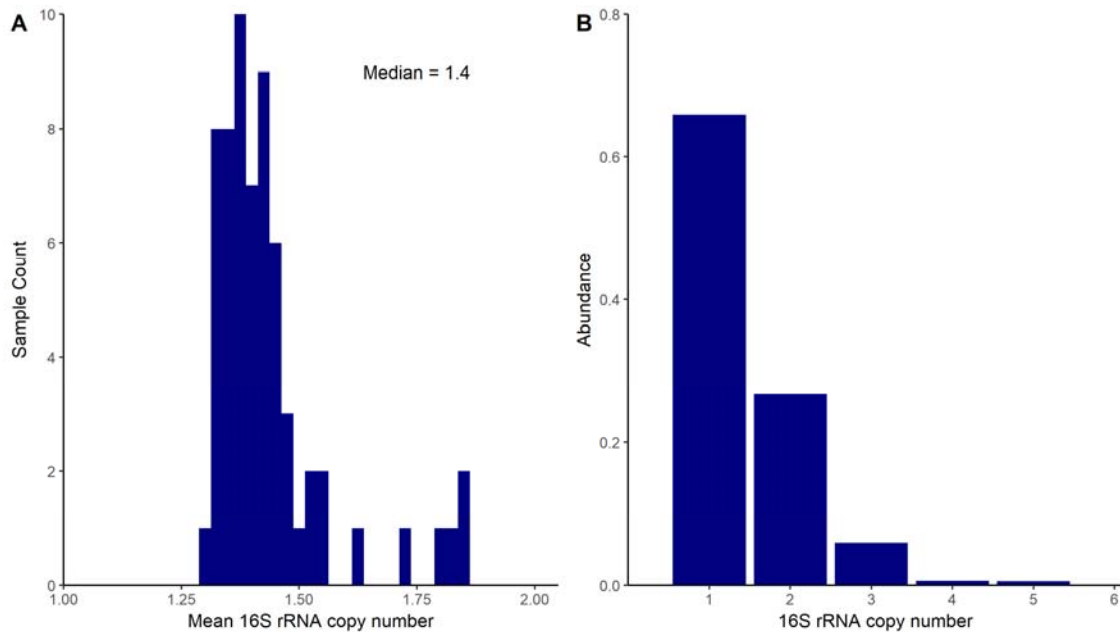 A
Median = 1.4
Sample Count
10
8
6
4
2
0
1.00 1.25 1.50 1.75 2.00
Mean 16S rRNA copy number
B
Abundance
0.8
0.6
0.4
0.2
0.0
1 2 3 4 5 6
16S rRNA copy number